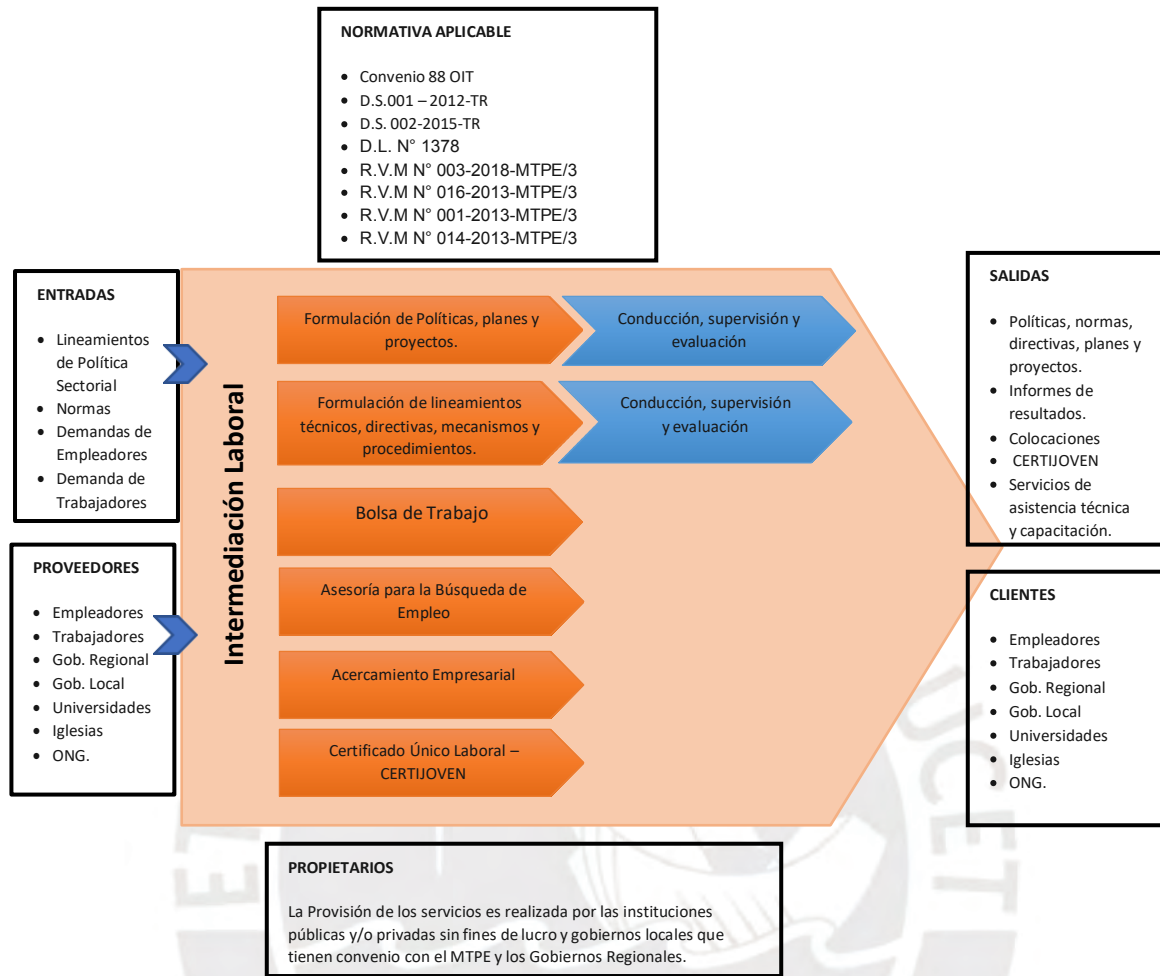 NORMATIVA APLICABLE
• Convenio 88 OIT
• D.S.001 – 2012-TR
• D.S. 002-2015-TR
• D.L. N° 1378
• R.V.M N° 003-2018-MTPE/3
• R.V.M N° 016-2013-MTPE/3
• R.V.M N° 001-2013-MTPE/3
• R.V.M N° 014-2013-MTPE/3
ENTRADAS
• Lineamientos
de Política
Sectorial
• Normas
• Demandas de
Empleadores
• Demanda de
Trabajadores
PROVEEDORES
• Empleadores
• Trabajadores
• Gob. Regional
• Gob. Local
• Universidades
• Iglesias
• ONG.
Intermediación Laboral
Formulación de Políticas, planes y
proyectos.
Conducción, supervisión y
evaluación
Formulación de lineamientos
técnicos, directivas, mecanismos y
procedimientos.
Conducción, supervisión
y evaluación
Bolsa de Trabajo
Asesoría para la Búsqueda de
Empleo
Acercamiento Empresarial
Certificado Único Laboral –
CERTIJOVEN
SALIDAS
• Políticas, normas,
directivas, planes y
proyectos.
• Informes de
resultados.
• Colocaciones
• CERTIJOVEN
• Servicios de
asistencia técnica
y capacitación.
CLIENTES
• Empleadores
• Trabajadores
• Gob. Regional
• Gob. Local
• Universidades
• Iglesias
• ONG.
PROPIETARIOS
La Provisión de los servicios es realizada por las instituciones
públicas y/o privadas sin fines de lucro y gobiernos locales que
tienen convenio con el MTPE y los Gobiernos Regionales.